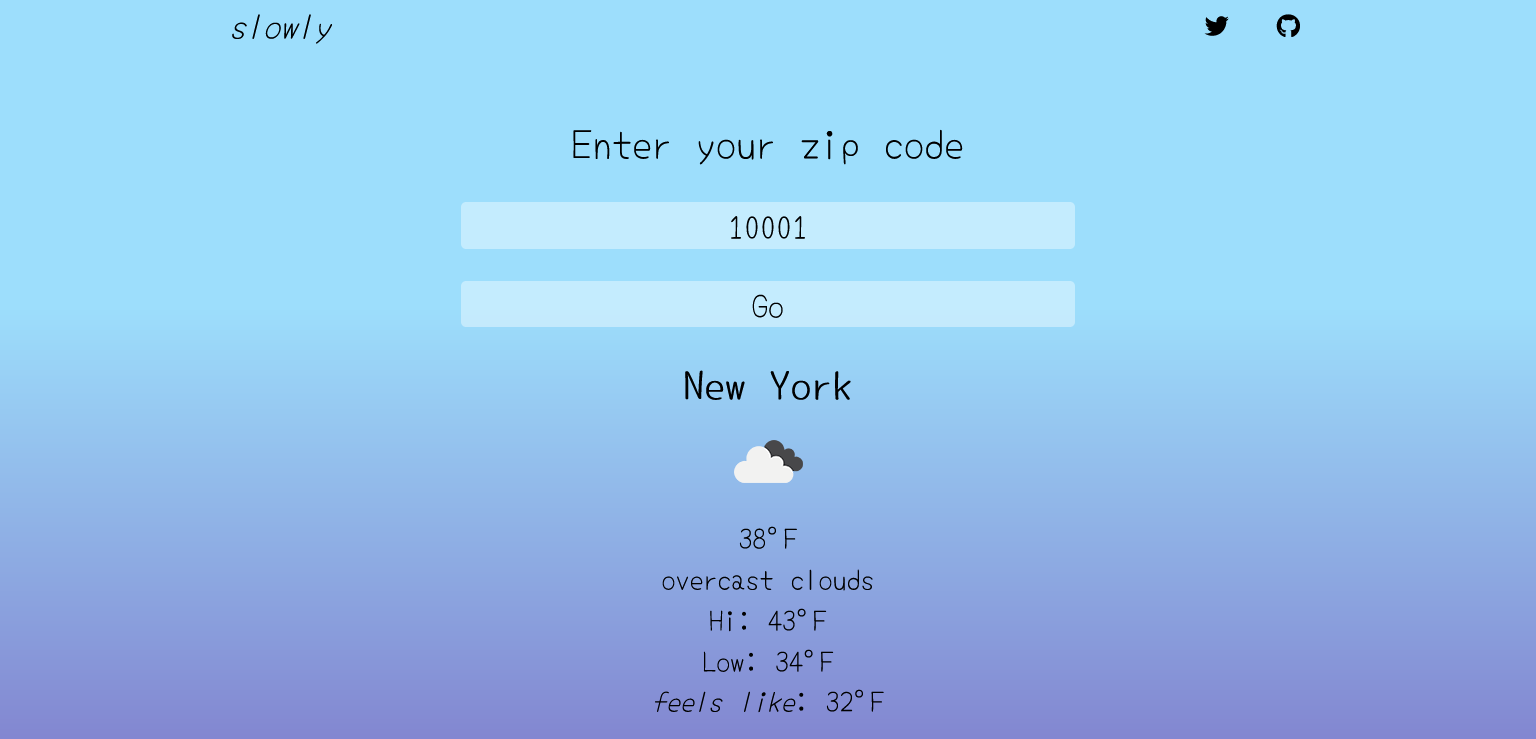 slowly
Enter your zip code
10001
Go
New York
38°F
overcast clouds
Hi: 43°F
Low: 34°F
feels like: 32°F